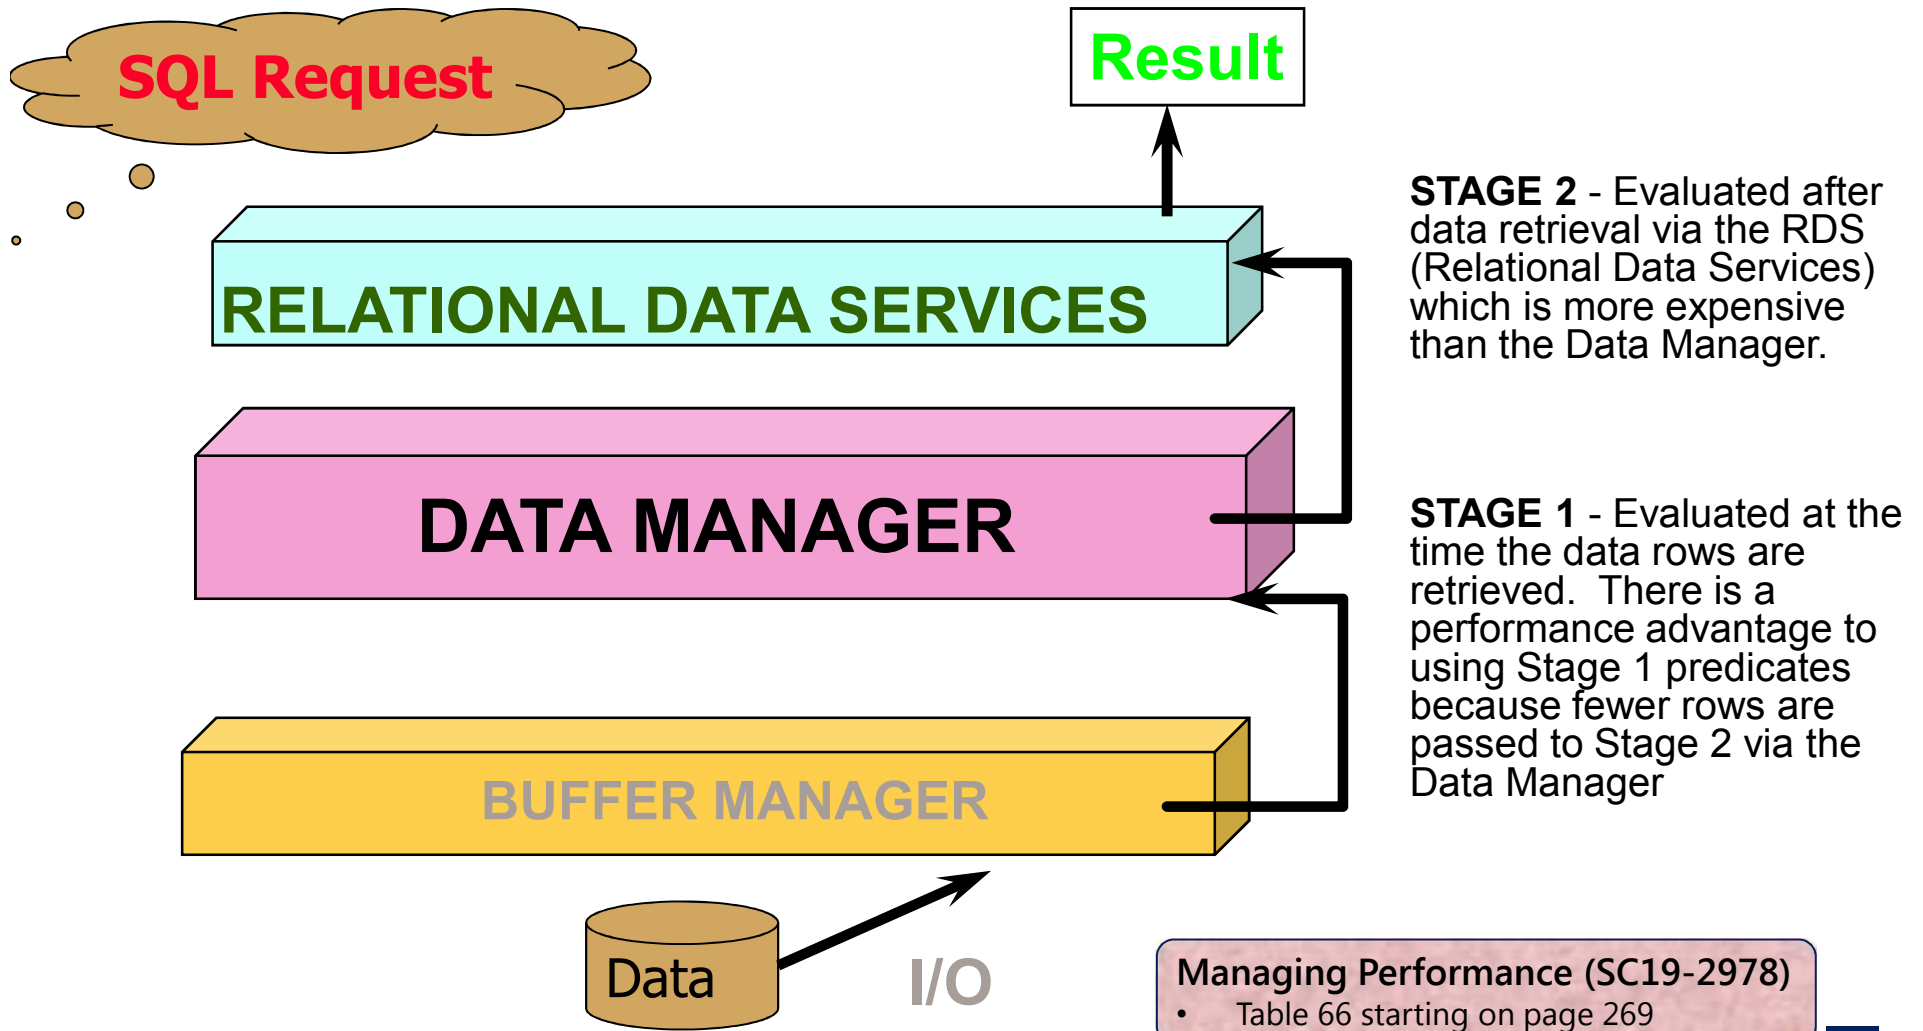 SQL Request
Result
RELATIONAL DATA SERVICES
STAGE 2 - Evaluated after
data retrieval via the RDS
(Relational Data Services)
which is more expensive
than the Data Manager.
DATA MANAGER
STAGE 1 - Evaluated at the
time the data rows are
retrieved. There is a
performance advantage to
using Stage 1 predicates
because fewer rows are
passed to Stage 2 via the
Data Manager
BUFFER MANAGER
Data
I/O
Managing Performance (SC19-2978)
• Table 66 starting on page 269